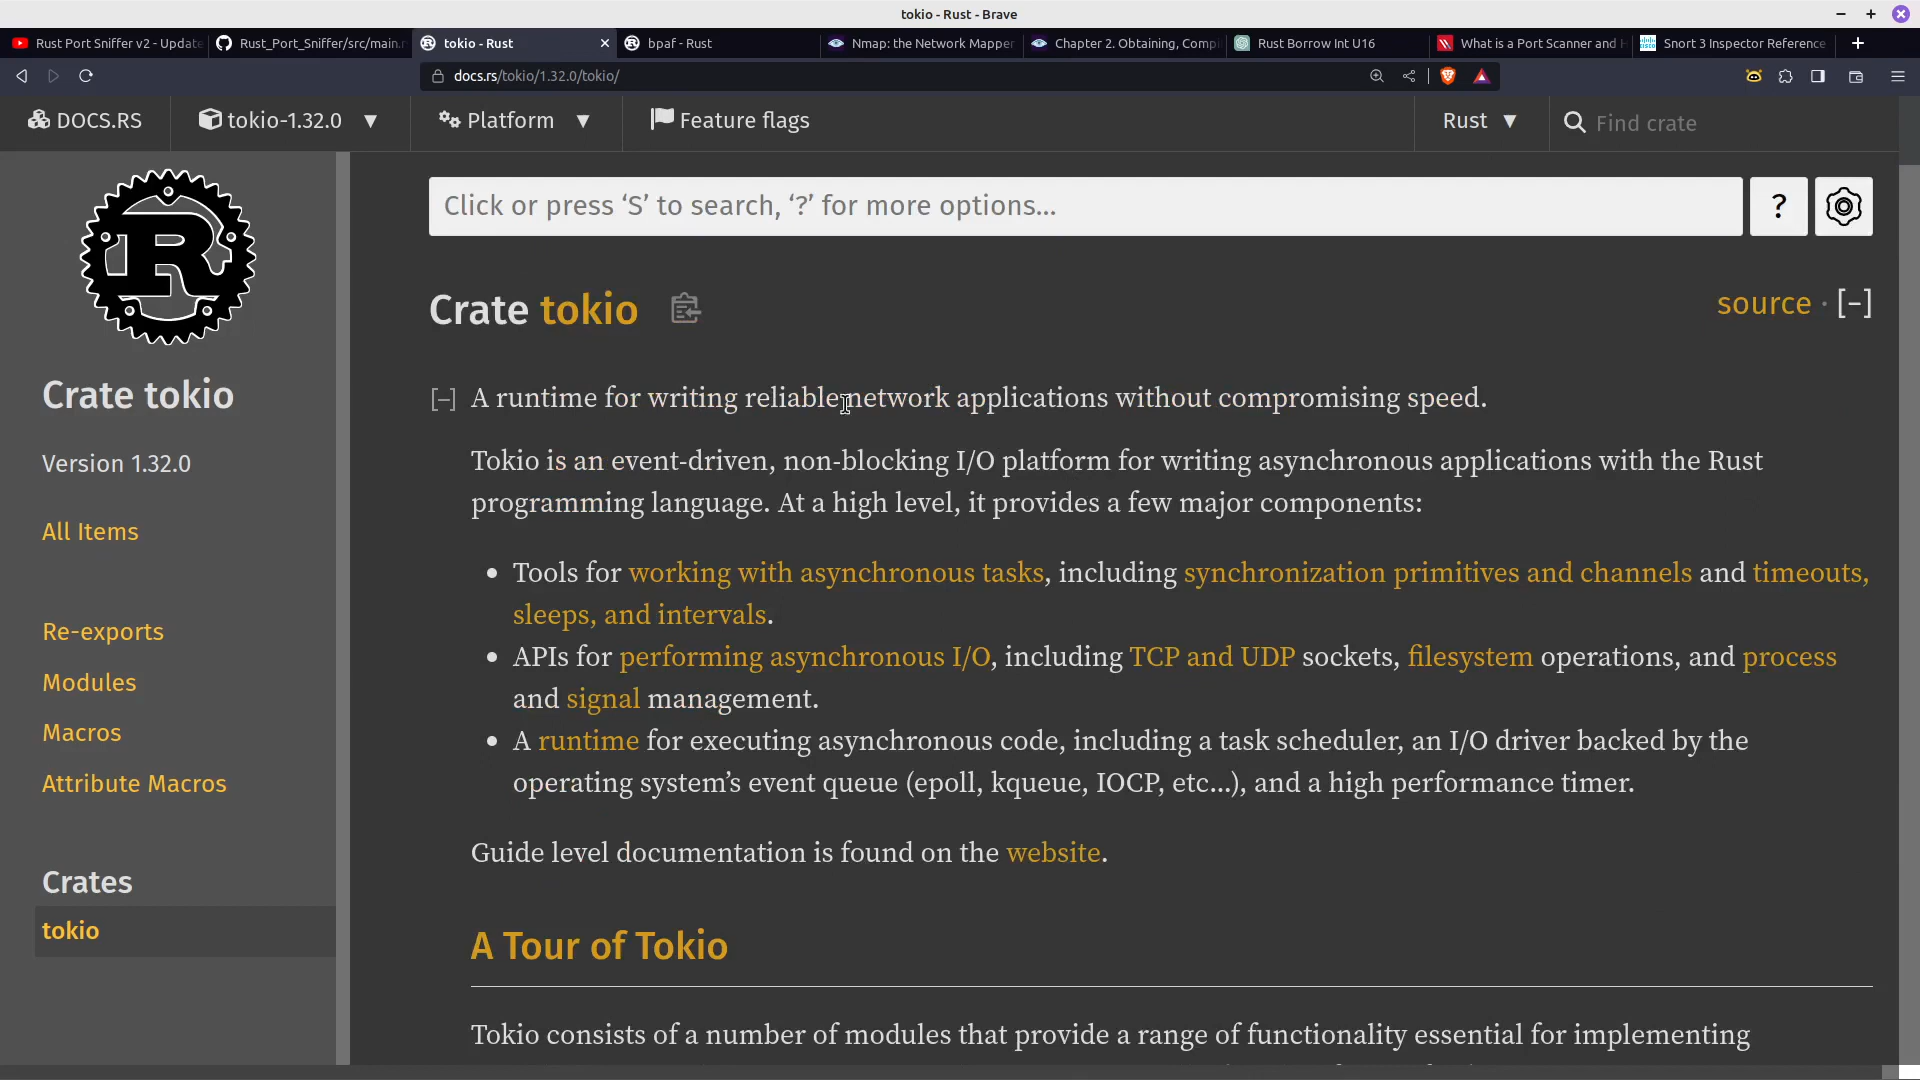 tokio - Rust - Brave
Rust Port Sniffer v2 - Update
Rust_Port_Sniffer/src/main.r
tokio - Rust
bpaf - Rust
Nmap: the Network Mapper
Chapter 2. Obtaining, Compi
Rust Borrow Int U16
What is a Port Scanner and H
Snort 3 Inspector Reference
docs.rs/tokio/1.32.0/tokio/
DOCS.RS
tokio-1.32.0
Platform
Feature flags
Rust
Find crate
Click or press ‘S’ to search, ‘?’ for more options…
?
Crate tokio
Version 1.32.0
All Items
Re-exports
Modules
Macros
Attribute Macros
Crates
tokio
Crate tokio
source · [−]
[−] A runtime for writing reliable network applications without compromising speed.
Tokio is an event-driven, non-blocking I/O platform for writing asynchronous applications with the Rust
programming language. At a high level, it provides a few major components:
• Tools for working with asynchronous tasks, including synchronization primitives and channels and timeouts,
sleeps, and intervals.
• APIs for performing asynchronous I/O, including TCP and UDP sockets, filesystem operations, and process
and signal management.
• A runtime for executing asynchronous code, including a task scheduler, an I/O driver backed by the
operating system’s event queue (epoll, kqueue, IOCP, etc…), and a high performance timer.
Guide level documentation is found on the website.
A Tour of Tokio
Tokio consists of a number of modules that provide a range of functionality essential for implementing